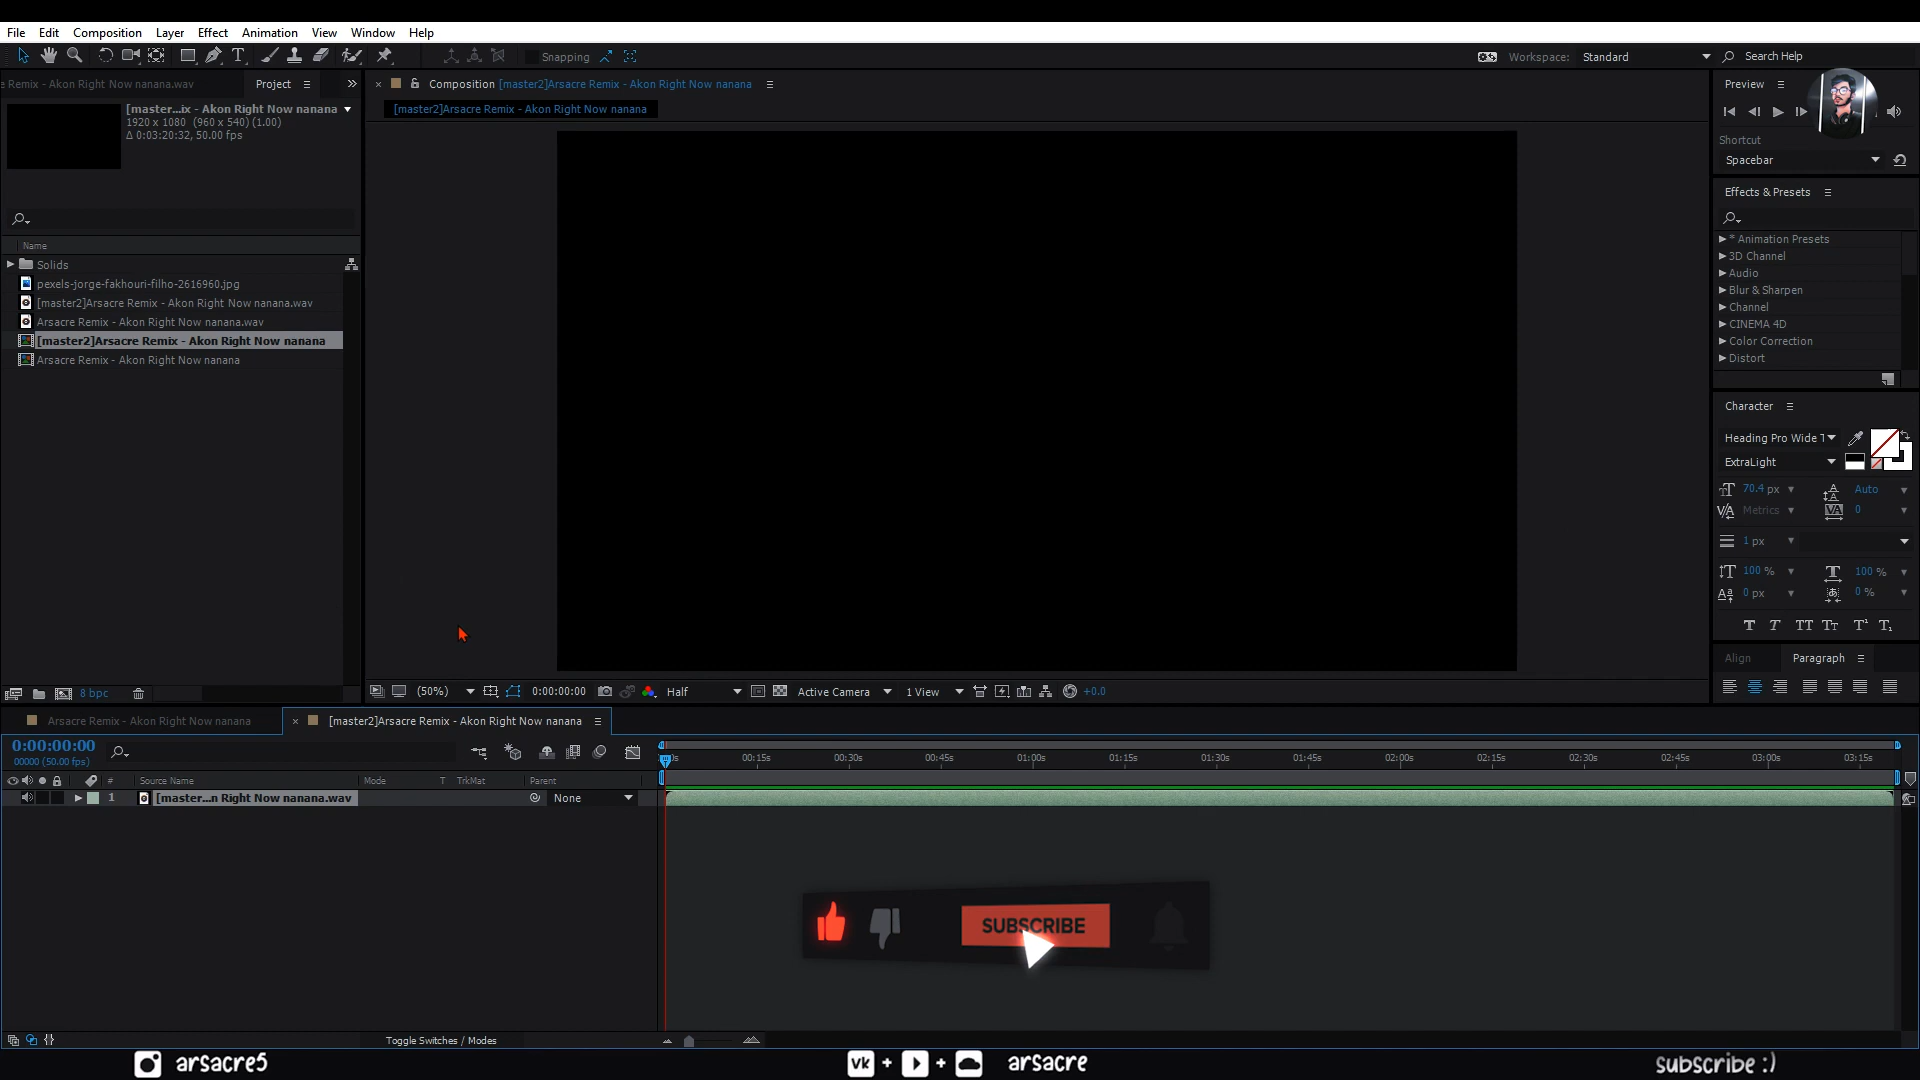 File Edit Composition Layer Effect Animation View Window Help
Snapping
Workspace: Standard
Search Help
e Remix - Akon Right Now nanana.wav
Project
Composition [master2]Arsacre Remix - Akon Right Now nanana
[master2]Arsacre Remix - Akon Right Now nanana
[master...ix - Akon Right Now nanana
1920 x 1080 (960 x 540) (1.00)
Δ 0:03:20:32, 50.00 fps
Name
Solids
pexels-jorge-fakhouri-filho-2616960.jpg
[master2]Arsacre Remix - Akon Right Now nanana.wav
Arsacre Remix - Akon Right Now nanana.wav
[master2]Arsacre Remix - Akon Right Now nanana
Arsacre Remix - Akon Right Now nanana
8 bpc
(50%)
0:00:00:00
Half
Active Camera
1 View
+0.0
Preview
Shortcut
Spacebar
Effects & Presets
* Animation Presets
3D Channel
Audio
Blur & Sharpen
Channel
CINEMA 4D
Color Correction
Distort
Character
Heading Pro Wide T
ExtraLight
70.4 px
Auto
Metrics
0
1 px
100 %
100 %
0 px
0 %
Align
Paragraph
Arsacre Remix - Akon Right Now nanana
[master2]Arsacre Remix - Akon Right Now nanana
0:00:00:00
00000 (50.00 fps)
0s 00:15s 00:30s 00:45s 01:00s 01:15s 01:30s 01:45s 02:00s 02:15s 02:30s 02:45s 03:00s 03:15s
# Source Name Mode T TrkMat Parent
1 [master...n Right Now nanana.wav None
SUBSCRIBE
Toggle Switches / Modes
arsacre5
vk + + arsacre
subscribe :)